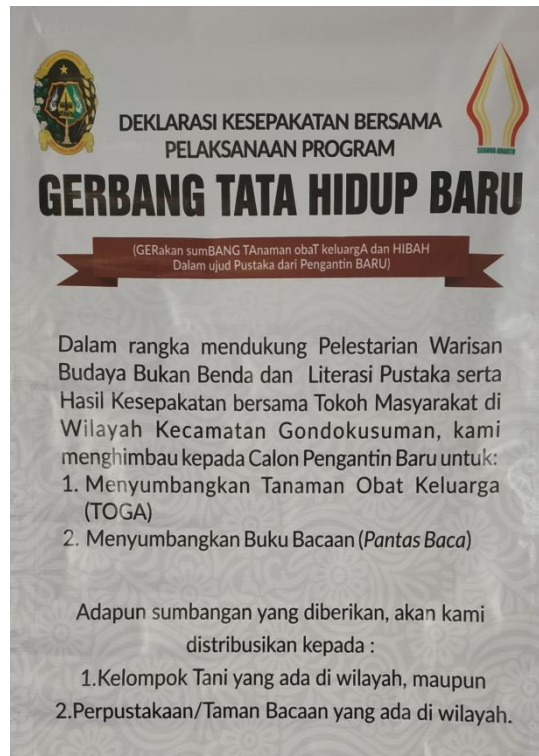 DEKLARASI KESEPAKATAN BERSAMA
PELAKSANAAN PROGRAM
GERBANG TATA HIDUP BARU
(GERakan sumBANG TAnaman obaT keluargA dan HIBAH
Dalam ujud Pustaka dari Pengantin BARU)
Dalam rangka mendukung Pelestarian Warisan
Budaya Bukan Benda dan Literasi Pustaka serta
Hasil Kesepakatan bersama Tokoh Masyarakat di
Wilayah Kecamatan Gondokusuman, kami
menghimbau kepada Calon Pengantin Baru untuk:
1. Menyumbangkan Tanaman Obat Keluarga
(TOGA)
2. Menyumbangkan Buku Bacaan (Pantas Baca)
Adapun sumbangan yang diberikan, akan kami
distribusikan kepada :
1.Kelompok Tani yang ada di wilayah, maupun
2.Perpustakaan/Taman Bacaan yang ada di wilayah.